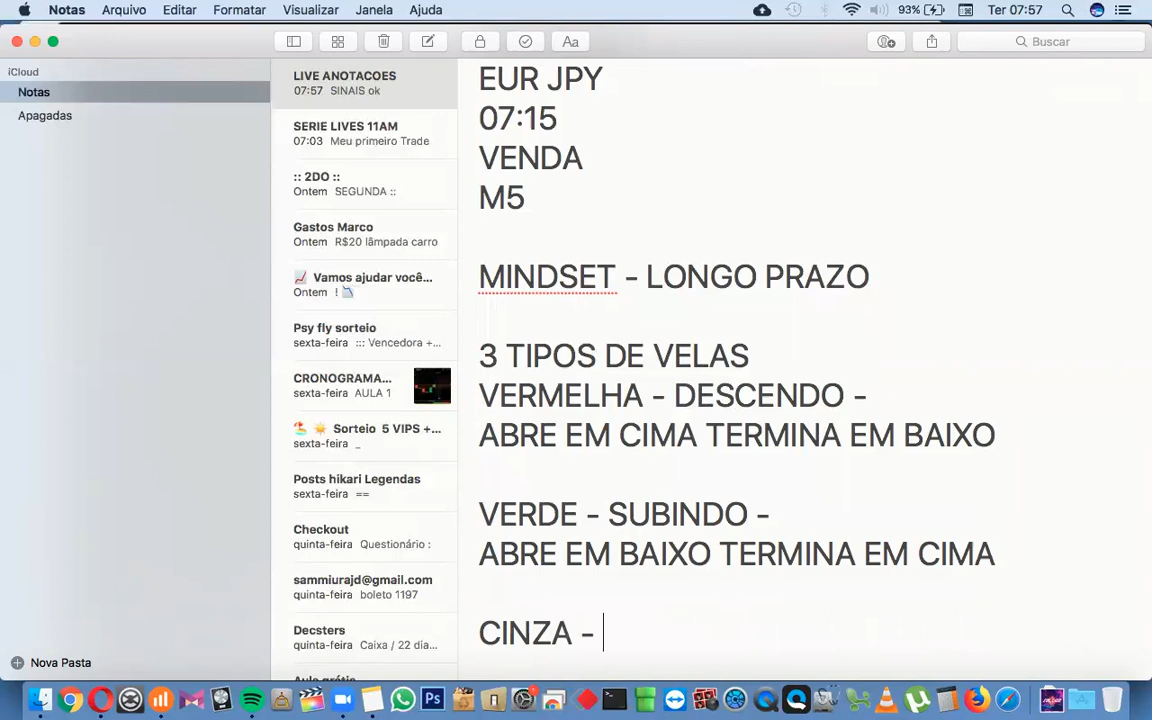 Notas Arquivo Editar Formatar Visualizar Janela Ajuda 93% Ter 07:57
Aa
Buscar
iCloud
Notas
Apagadas
Nova Pasta
LIVE ANOTACOES
07:57 SINAIS ok
SERIE LIVES 11AM
07:03 Meu primeiro Trade
:: 2DO ::
Ontem SEGUNDA ::
Gastos Marco
Ontem R$20 lâmpada carro
Vamos ajudar você...
Ontem !
Psy fly sorteio
sexta-feira ::: Vencedora +...
CRONOGRAMA...
sexta-feira AULA 1
Sorteio 5 VIPS +...
sexta-feira _
Posts hikari Legendas
sexta-feira ==
Checkout
quinta-feira Questionário :
sammiurajd@gmail.com
quinta-feira boleto 1197
Decsters
quinta-feira Caixa / 22 dia...
Aula grátis
EUR JPY
07:15
VENDA
M5
MINDSET - LONGO PRAZO
3 TIPOS DE VELAS
VERMELHA - DESCENDO -
ABRE EM CIMA TERMINA EM BAIXO
VERDE - SUBINDO -
ABRE EM BAIXO TERMINA EM CIMA
CINZA -
Ps